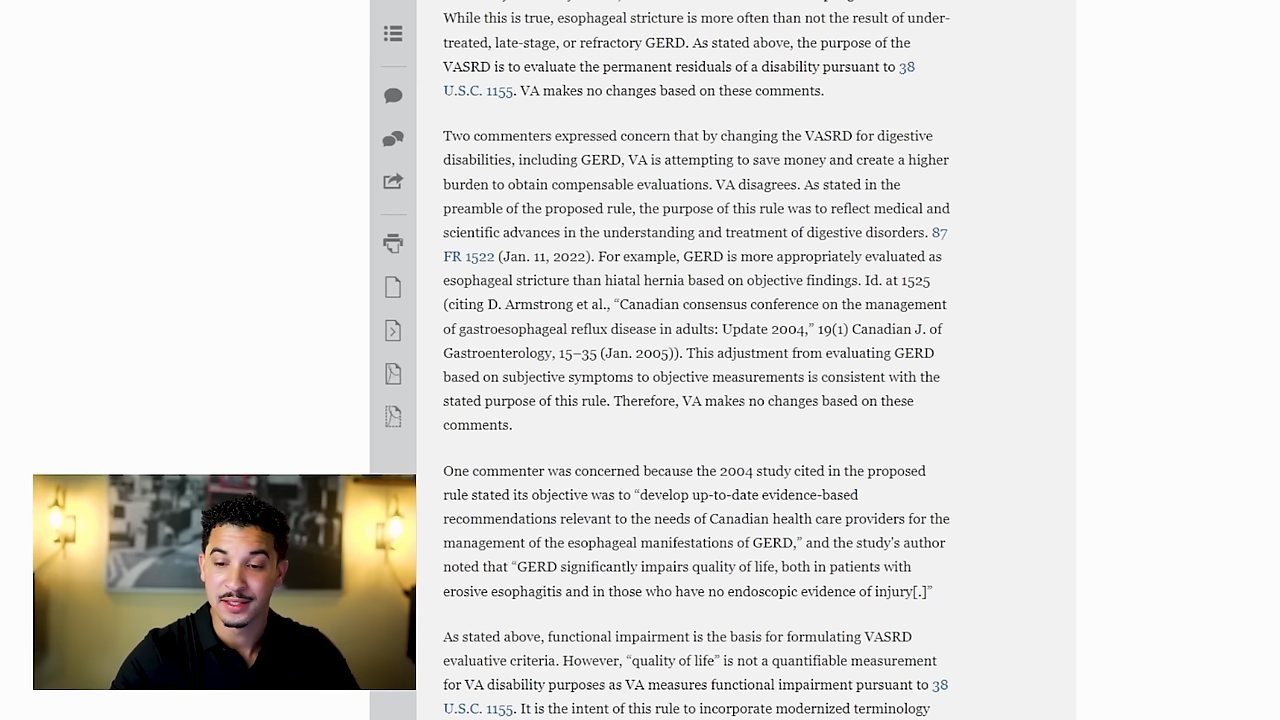 While this is true, esophageal stricture is more often than not the result of under-
treated, late-stage, or refractory GERD. As stated above, the purpose of the
VASRD is to evaluate the permanent residuals of a disability pursuant to 38
U.S.C. 1155. VA makes no changes based on these comments.
Two commenters expressed concern that by changing the VASRD for digestive
disabilities, including GERD, VA is attempting to save money and create a higher
burden to obtain compensable evaluations. VA disagrees. As stated in the
preamble of the proposed rule, the purpose of this rule was to reflect medical and
scientific advances in the understanding and treatment of digestive disorders. 87
FR 1522 (Jan. 11, 2022). For example, GERD is more appropriately evaluated as
esophageal stricture than hiatal hernia based on objective findings. Id. at 1525
(citing D. Armstrong et al., “Canadian consensus conference on the management
of gastroesophageal reflux disease in adults: Update 2004,” 19(1) Canadian J. of
Gastroenterology, 15–35 (Jan. 2005)). This adjustment from evaluating GERD
based on subjective symptoms to objective measurements is consistent with the
stated purpose of this rule. Therefore, VA makes no changes based on these
comments.
One commenter was concerned because the 2004 study cited in the proposed
rule stated its objective was to “develop up-to-date evidence-based
recommendations relevant to the needs of Canadian health care providers for the
management of the esophageal manifestations of GERD,” and the study's author
noted that “GERD significantly impairs quality of life, both in patients with
erosive esophagitis and in those who have no endoscopic evidence of injury[.]”
As stated above, functional impairment is the basis for formulating VASRD
evaluative criteria. However, “quality of life” is not a quantifiable measurement
for VA disability purposes as VA measures functional impairment pursuant to 38
U.S.C. 1155. It is the intent of this rule to incorporate modernized terminology